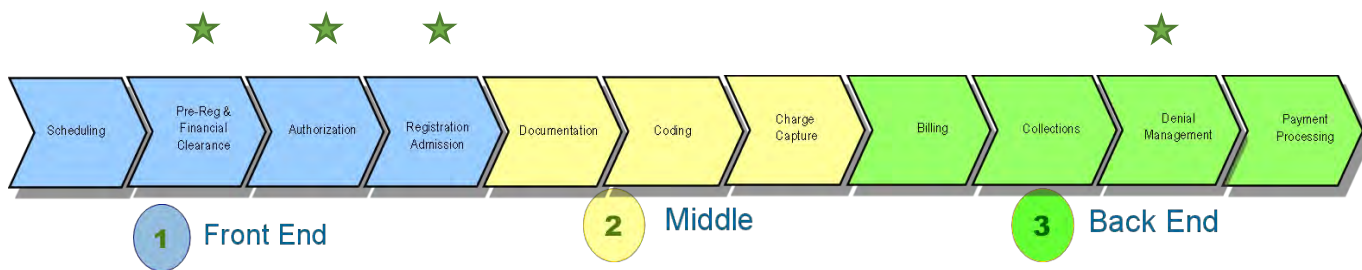 Scheduling
Pre-Reg &
Financial
Clearance
Authorization
Registration
Admission
Documentation
Coding
Charge
Capture
Billing
Collections
Denial
Management
Payment
Processing
1 Front End
2 Middle
3 Back End